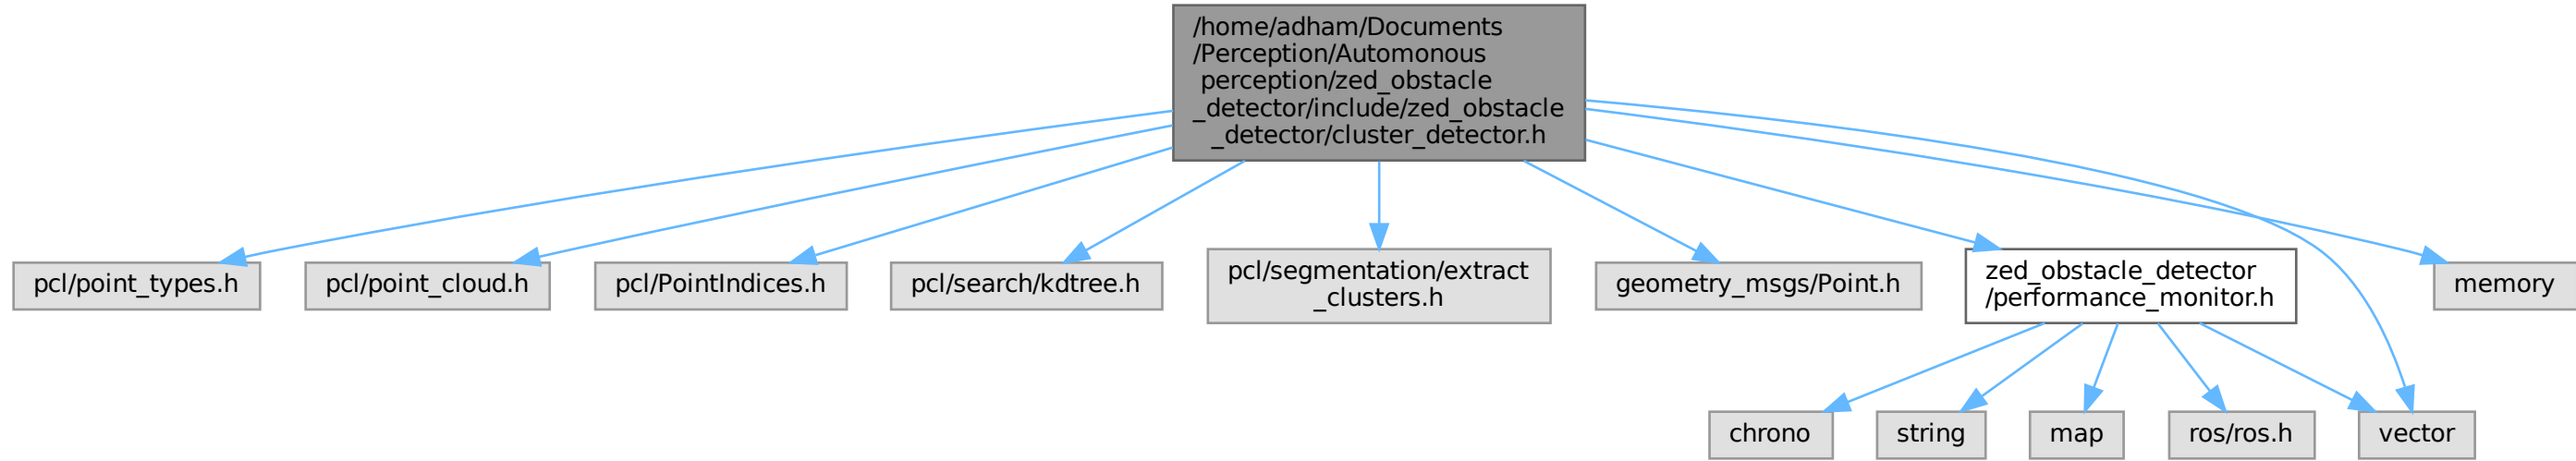 /home/adham/Documents
/Perception/Automonous
perception/zed_obstacle
_detector/include/zed_obstacle
_detector/cluster_detector.h
pcl/point_types.h
pcl/point_cloud.h
pcl/PointIndices.h
pcl/search/kdtree.h
pcl/segmentation/extract
_clusters.h
geometry_msgs/Point.h
zed_obstacle_detector
/performance_monitor.h
memory
chrono
string
map
ros/ros.h
vector